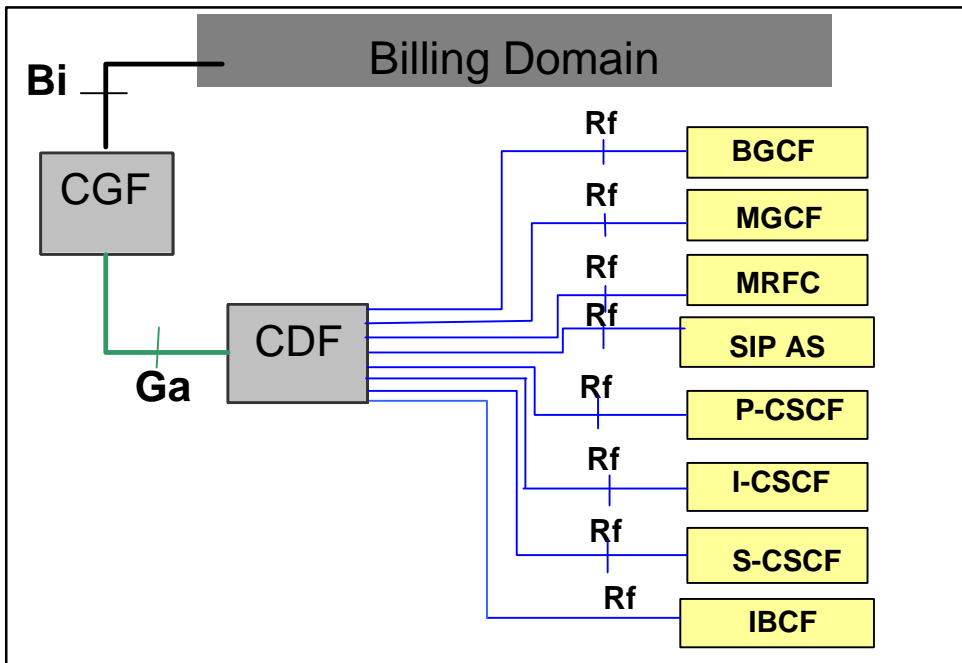 Billing Domain
Bi
CGF
Ga
CDF
Rf
BGCF
Rf
MGCF
Rf
MRFC
Rf
SIP AS
Rf
P-CSCF
Rf
I-CSCF
Rf
S-CSCF
Rf
IBCF